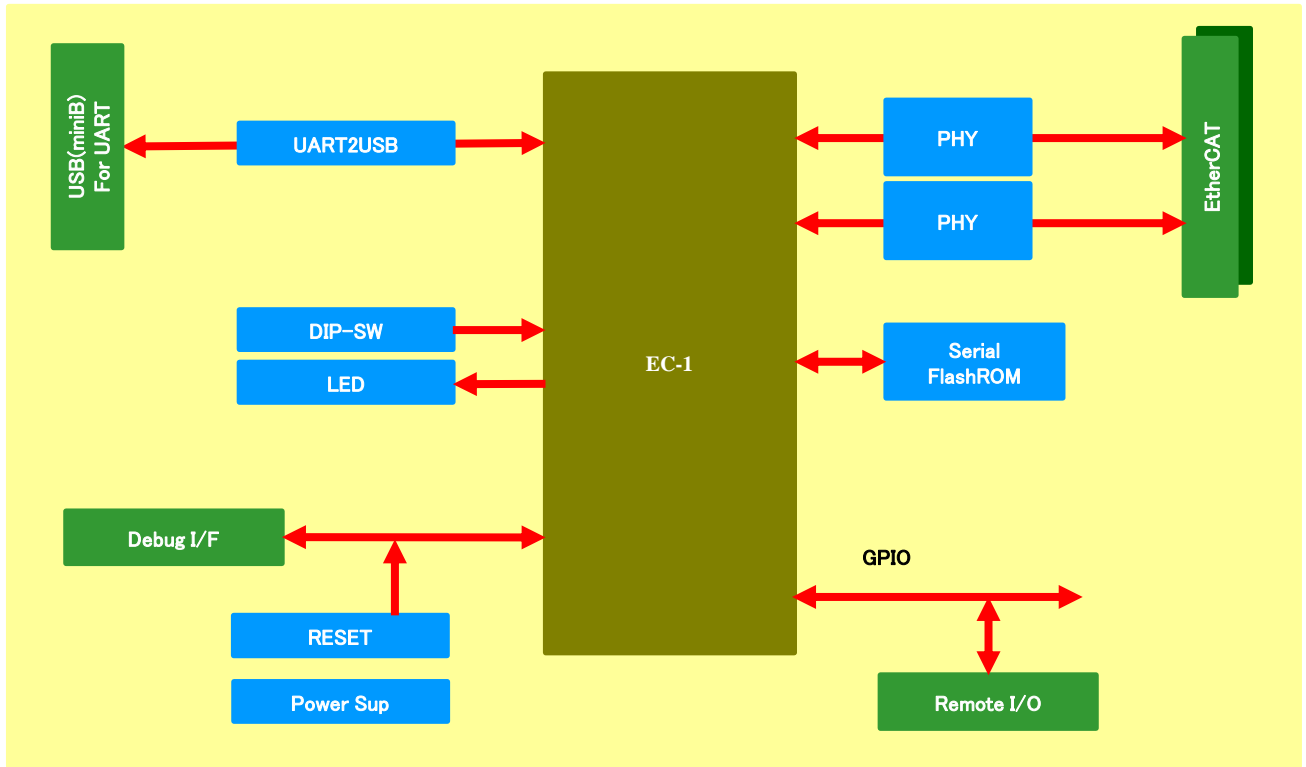 USB(miniB)
For UART
UART2USB
PHY
PHY
EtherCAT
DIP-SW
LED
EC-1
Serial
FlashROM
Debug I/F
RESET
Power Sup
GPIO
Remote I/O